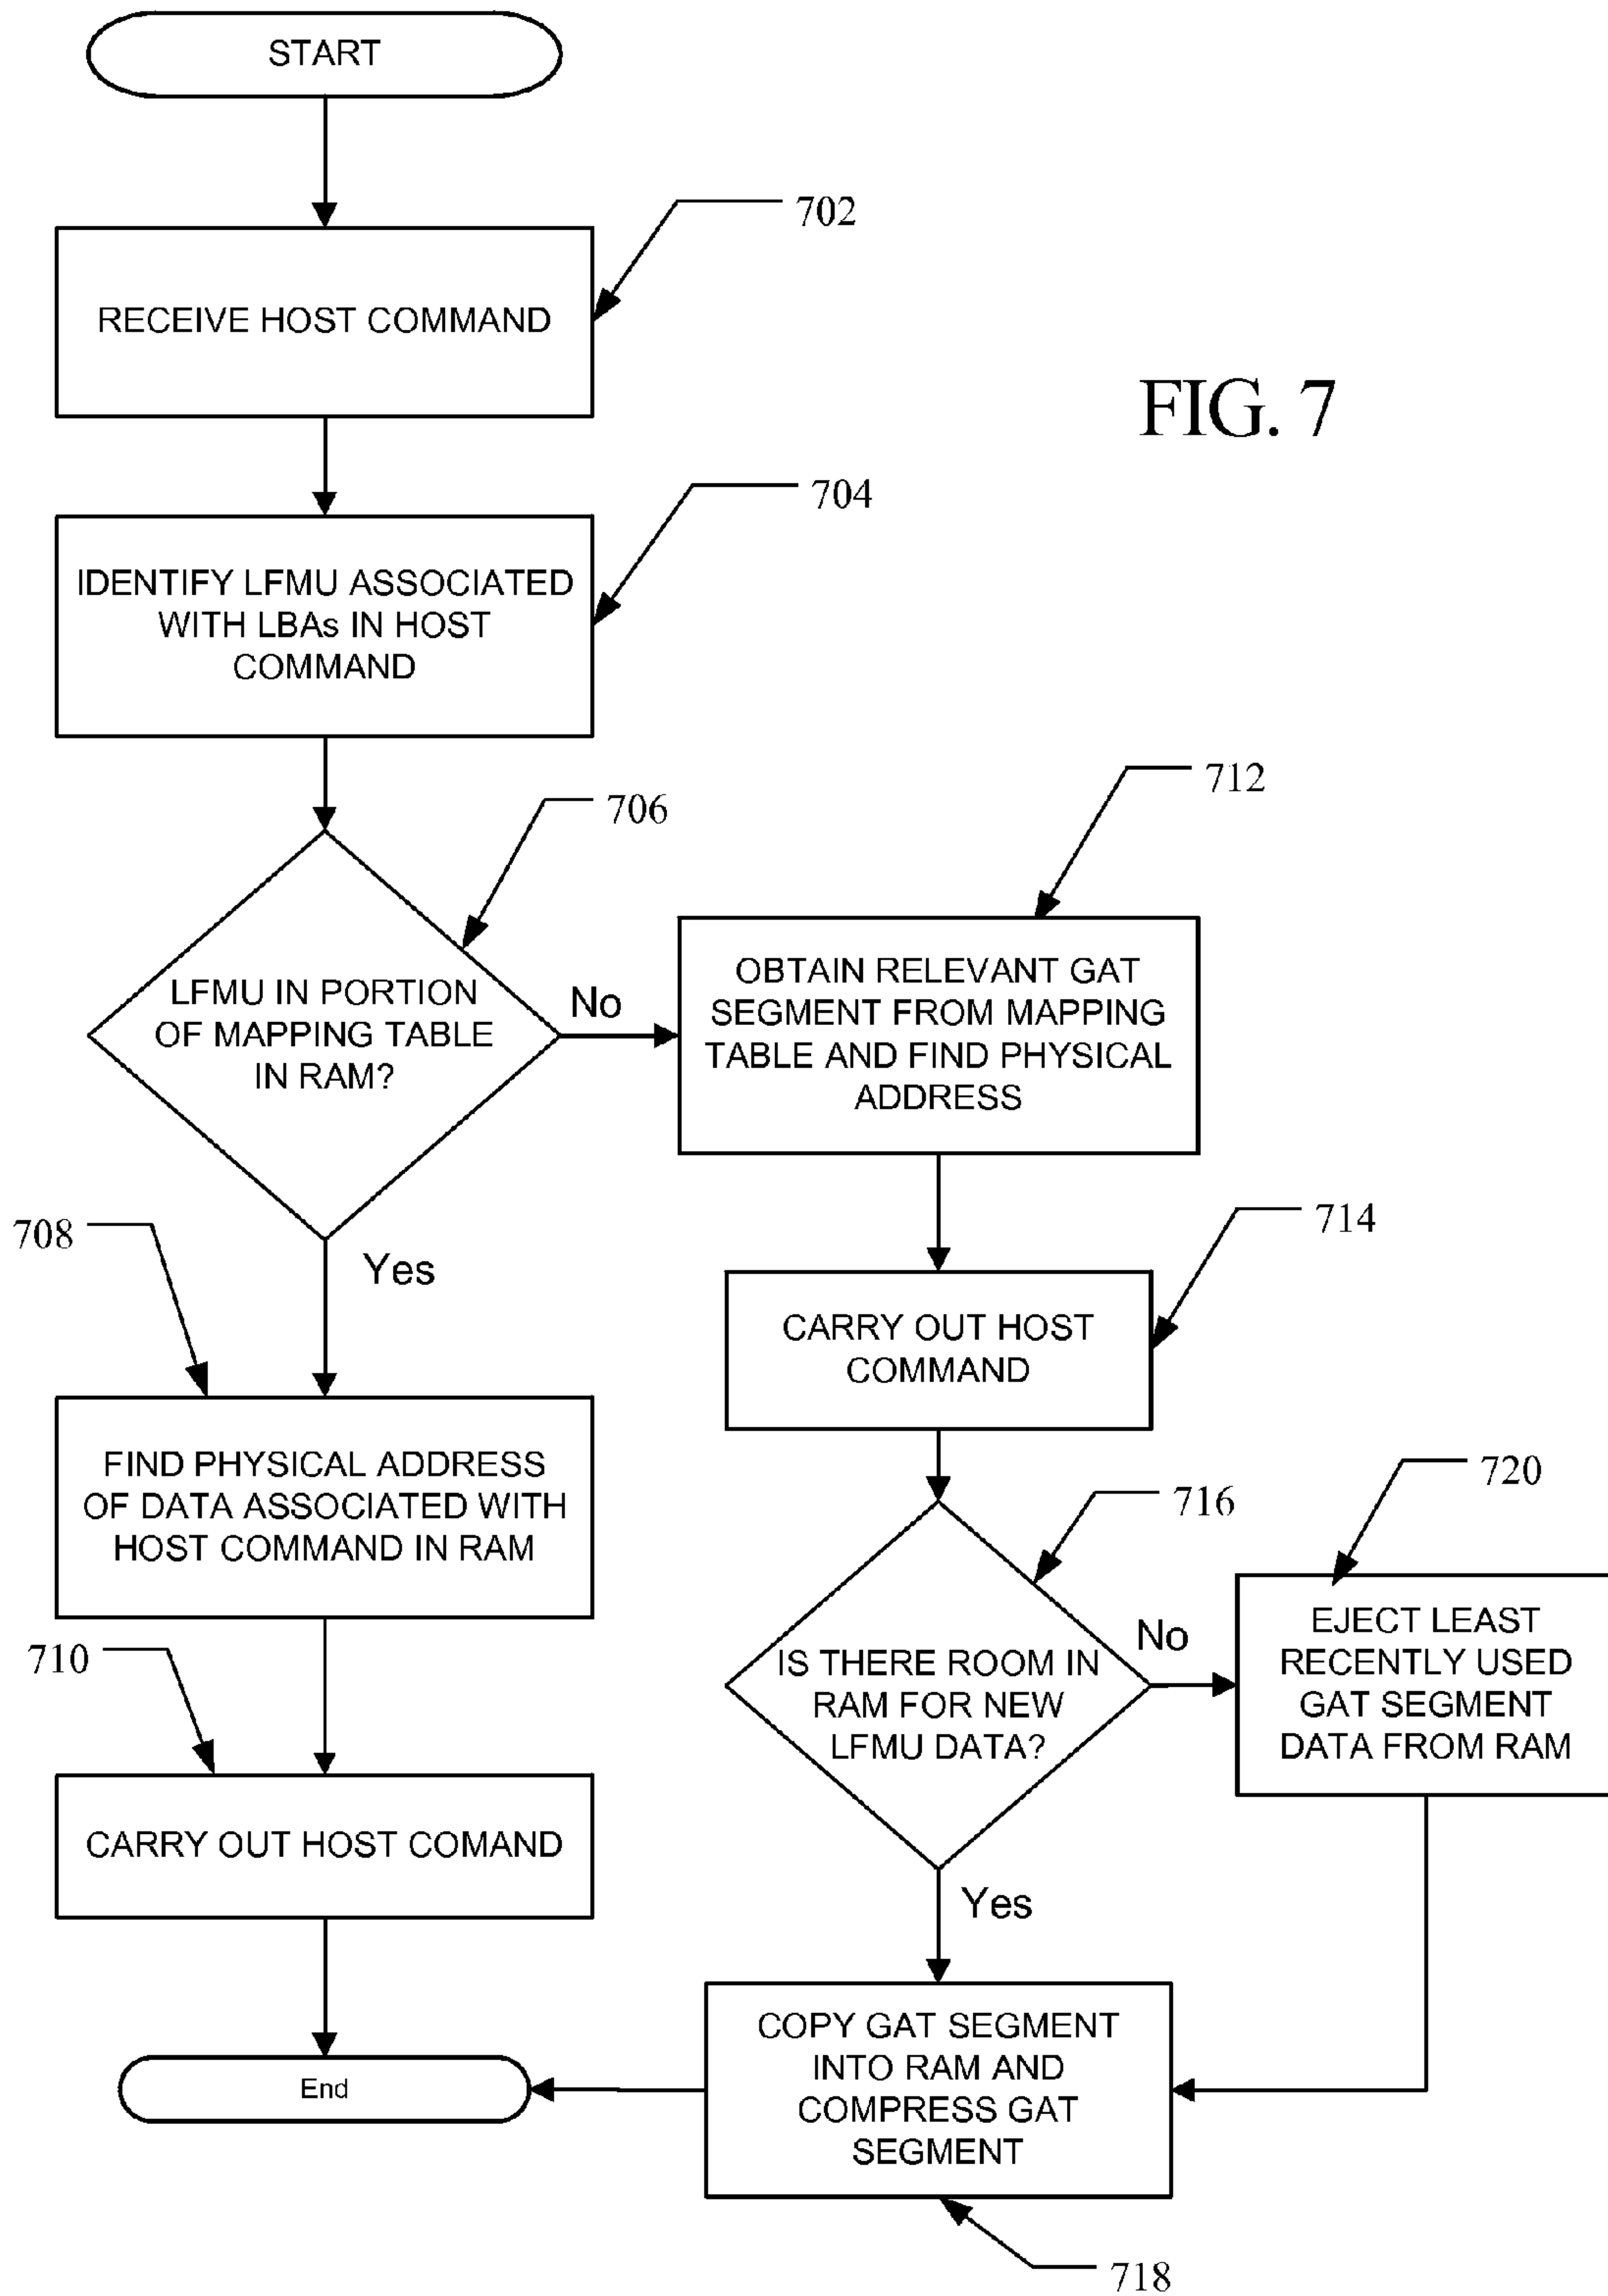 START
702
RECEIVE HOST COMMAND
FIG. 7
704
IDENTIFY LFMU ASSOCIATED
WITH LBAs IN HOST
COMMAND
706
712
LFMU IN PORTION
OF MAPPING TABLE
IN RAM?
No
OBTAIN RELEVANT GAT
SEGMENT FROM MAPPING
TABLE AND FIND PHYSICAL
ADDRESS
708
Yes
714
CARRY OUT HOST
COMMAND
FIND PHYSICAL ADDRESS
OF DATA ASSOCIATED WITH
HOST COMMAND IN RAM
716
720
710
IS THERE ROOM IN
RAM FOR NEW
LFMU DATA?
No
EJECT LEAST
RECENTLY USED
GAT SEGMENT
DATA FROM RAM
CARRY OUT HOST COMAND
Yes
End
COPY GAT SEGMENT
INTO RAM AND
COMPRESS GAT
SEGMENT
718